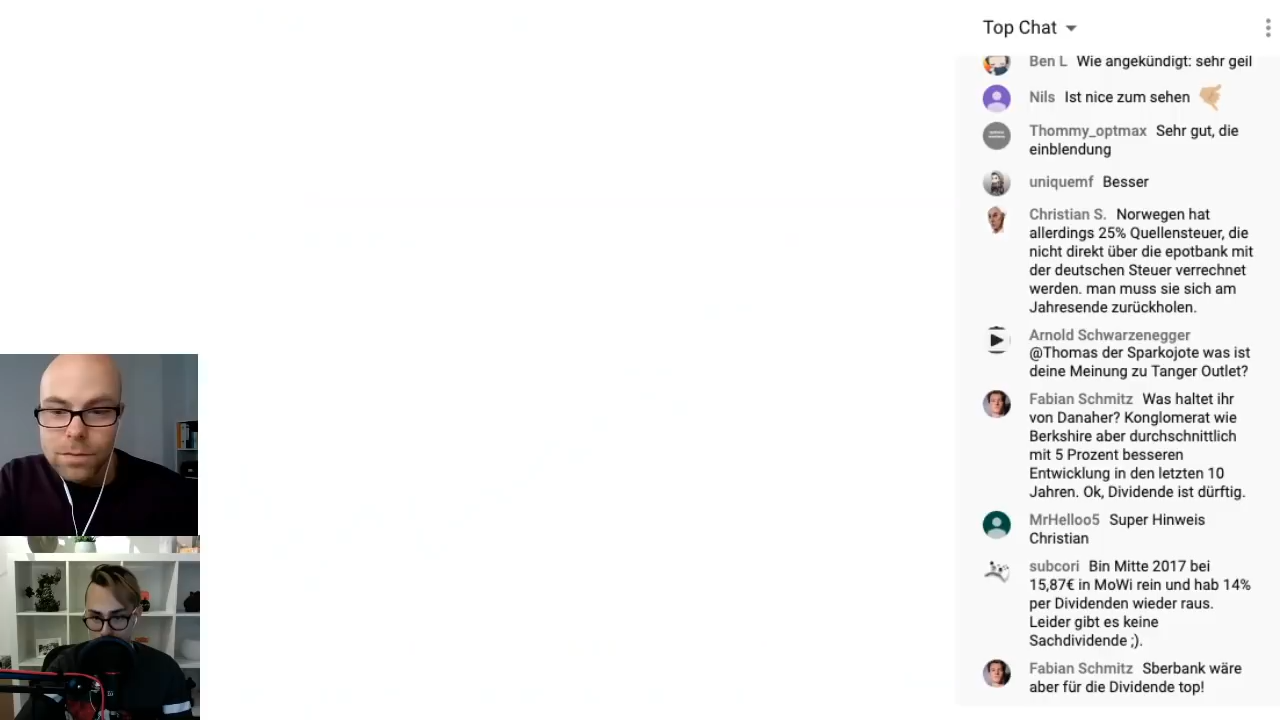 Top Chat
Ben L Wie angekündigt: sehr geil
Nils Ist nice zum sehen
Thommy_optmax Sehr gut, die
einblendung
uniquemf Besser
Christian S. Norwegen hat
allerdings 25% Quellensteuer, die
nicht direkt über die epotbank mit
der deutschen Steuer verrechnet
werden. man muss sie sich am
Jahresende zurückholen.
Arnold Schwarzenegger
@Thomas der Sparkojote was ist
deine Meinung zu Tanger Outlet?
Fabian Schmitz Was haltet ihr
von Danaher? Konglomerat wie
Berkshire aber durchschnittlich
mit 5 Prozent besseren
Entwicklung in den letzten 10
Jahren. Ok, Dividende ist dürftig.
MrHelloo5 Super Hinweis
Christian
subcori Bin Mitte 2017 bei
15,87€ in MoWi rein und hab 14%
per Dividenden wieder raus.
Leider gibt es keine
Sachdividende ;).
Fabian Schmitz Sberbank wäre
aber für die Dividende top!